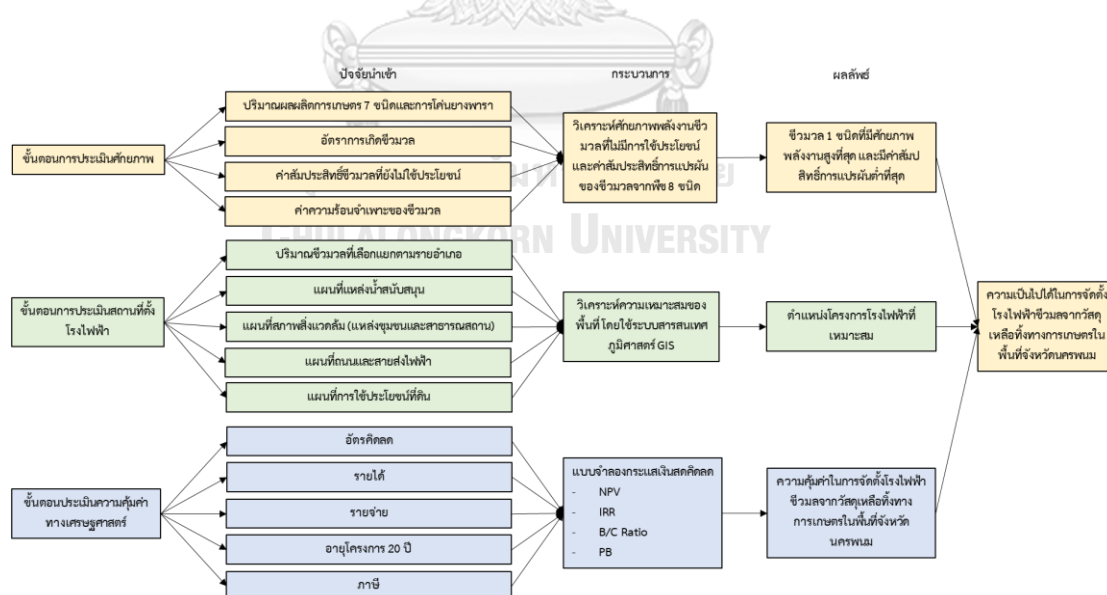 ปัจจัยนำเข้า
กระบวนการ
ผลลัพธ์
ขั้นตอนการประเมินศักยภาพ
ปริมาณผลผลิตการเกษตร 7 ชนิดและการโค่นยางพารา
อัตราการเกิดชีวมวล
ค่าสัมประสิทธิ์ชีวมวลที่ยังไม่ใช้ประโยชน์
ค่าความร้อนจำเพาะของชีวมวล
วิเคราะห์ศักยภาพพลังงานชีว
มวลที่ไม่มีการใช้ประโยชน์
และค่าสัมประสิทธิ์การแปรผัน
ของชีวมวลจากพืช 8 ชนิด
ชีวมวล 1 ชนิดที่มีศักยภาพ
พลังงานสูงที่สุด และมีค่าสัมป
สิทธิ์การแปรผันต่ำที่สุด
CHULALONGKORN UNIVERSITY
ขั้นตอนการประเมินสถานที่ตั้ง
โรงไฟฟ้า
ปริมาณชีวมวลที่เลือกแยกตามรายอำเภอ
แผนที่แหล่งน้ำสนับสนุน
แผนที่สภาพสิ่งแวดล้อม (แหล่งชุมชนและสาธารณสถาน)
แผนที่ถนนและสายส่งไฟฟ้า
แผนที่การใช้ประโยชน์ที่ดิน
วิเคราะห์ความเหมาะสมของ
พื้นที่ โดยใช้ระบบสารสนเทศ
ภูมิศาสตร์ GIS
ตำแหน่งโครงการโรงไฟฟ้าที่
เหมาะสม
ความเป็นไปได้ในการจัดตั้ง
โรงไฟฟ้าชีวมวลจากวัสดุ
เหลือทิ้งทางการเกษตรใน
พื้นที่จังหวัดนครพนม
ขั้นตอนประเมินความคุ้มค่า
ทางเศรษฐศาสตร์
อัตรคิดลด
รายได้
รายจ่าย
อายุโครงการ 20 ปี
ภาษี
แบบจำลองกระแสเงินสดคิดลด
- NPV
- IRR
- B/C Ratio
- PB
ความคุ้มค่าในการจัดตั้งโรงไฟฟ้า
ชีวมวลจากวัสดุเหลือทิ้งทาง
การเกษตรในพื้นที่จังหวัด
นครพนม